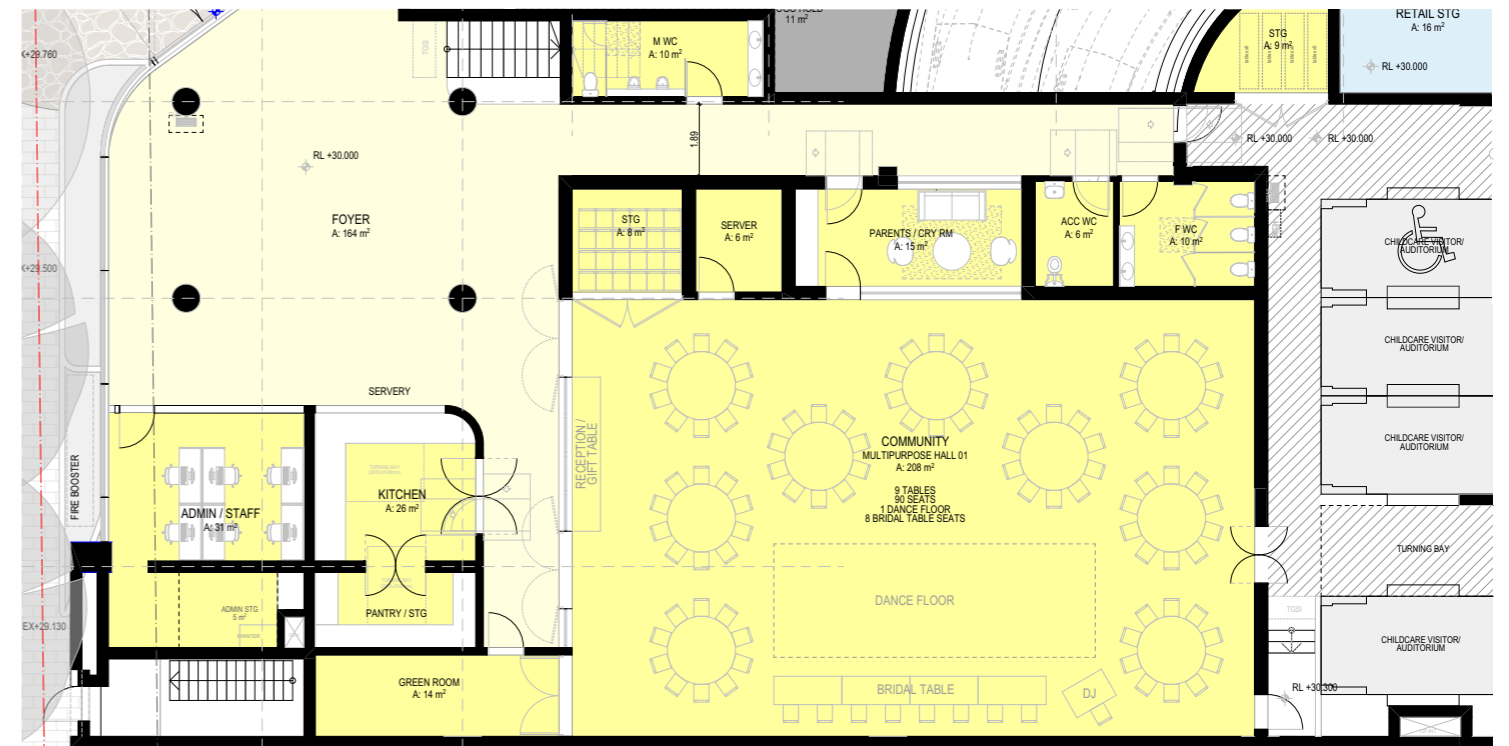 11 m²
RETAIL STG
A: 16 m²
STG
A: 9 m²
M WC
A: 10 m²
TGSI
RL +30.000
1.89
RL +30.000
RL +30.000
RL +30.000
FOYER
A: 164 m²
STG
A: 8 m²
SERVER
A: 6 m²
PARENTS / CRY RM
A: 15 m²
ACC WC
A: 6 m²
F WC
A: 10 m²
CHILDCARE VISITOR/
AUDITORIUM
CHILDCARE VISITOR/
AUDITORIUM
SERVERY
RECEPTION /
GIFT TABLE
COMMUNITY
MULTIPURPOSE HALL 01
A: 208 m²
9 TABLES
90 SEATS
1 DANCE FLOOR
8 BRIDAL TABLE SEATS
CHILDCARE VISITOR/
AUDITORIUM
FIRE BOOSTER
ADMIN / STAFF
A: 31 m²
TURNING BAY
KITCHEN
A: 26 m²
TURNING BAY
DANCE FLOOR
ADMIN STG
5 m²
PRINTER
PANTRY / STG
TGSI
EX+29.130
CHILDCARE VISITOR/
AUDITORIUM
GREEN ROOM
A: 14 m²
BRIDAL TABLE
DJ
RL +30.300